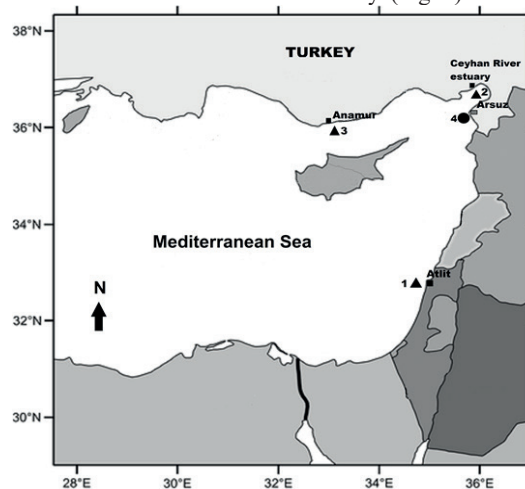 38°N
TURKEY
Ceyhan River
estuary
2
Arsuz
4
36°N
Anamur
3
34°N
Mediterranean Sea
Atlit
1
N
32°N
30°N
28°E 30°E 32°E 34°E 36°E